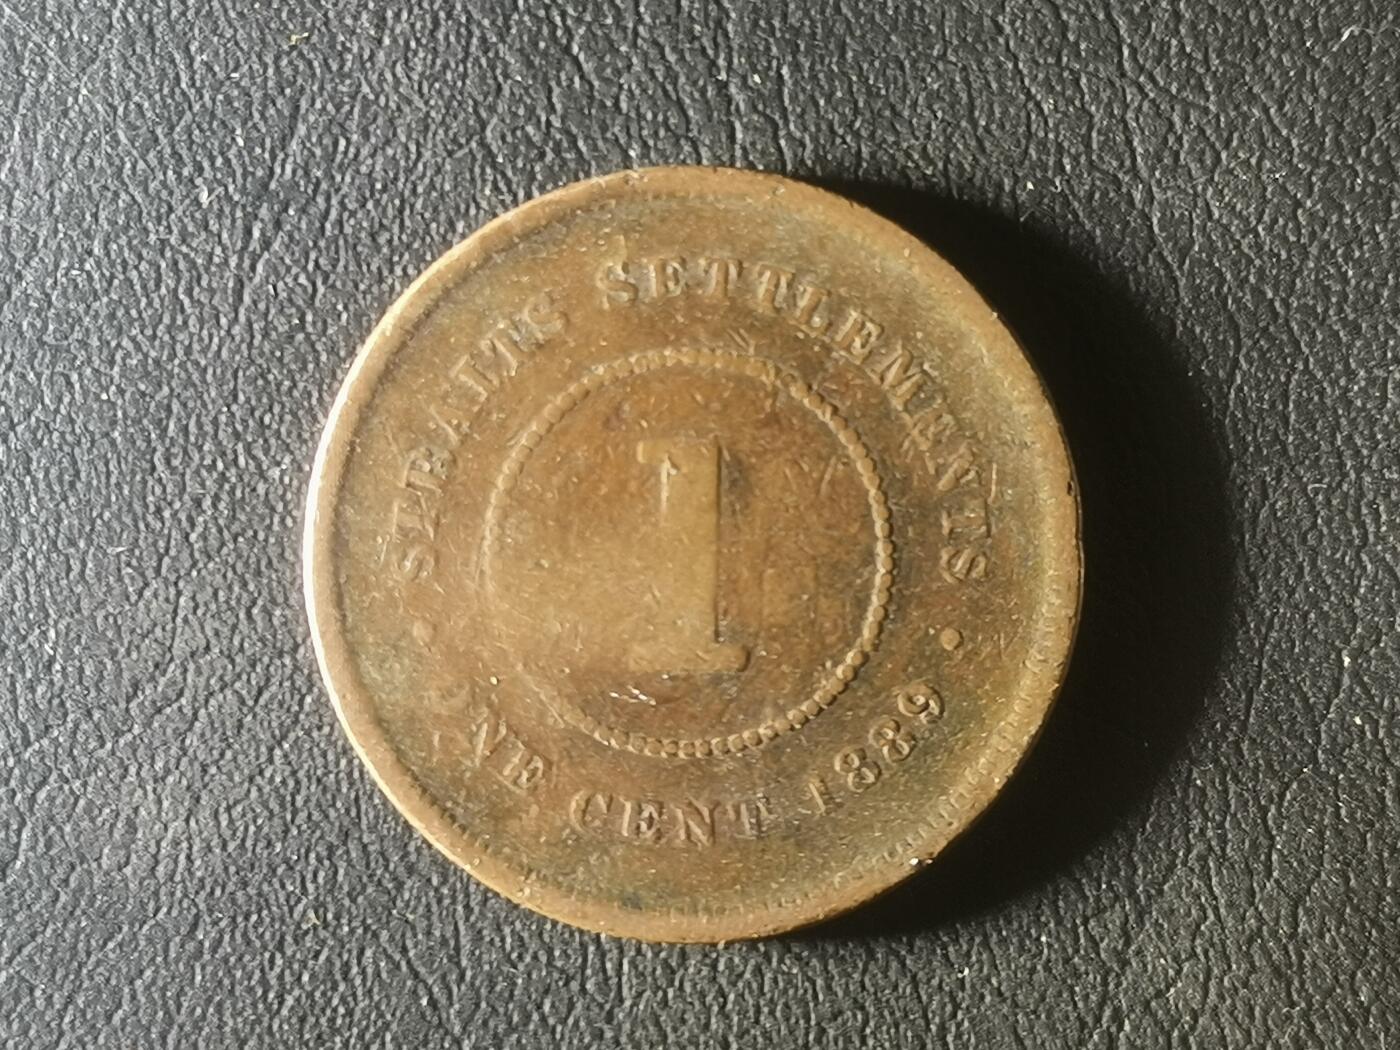 STRAITS SETTLEMENTS
1
ONE CENT 1889